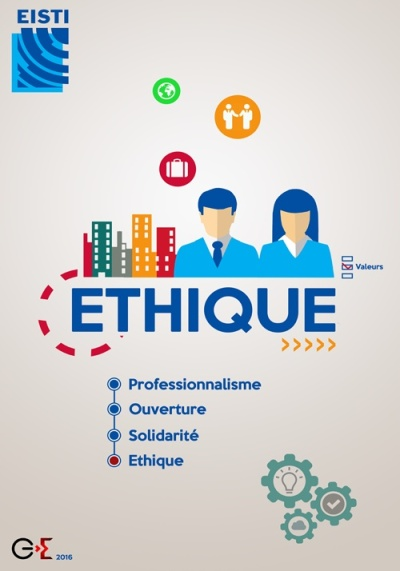 EISTI
Valeurs
ETHIQUE
>>>>>
Professionnalisme
Ouverture
Solidarité
Ethique
G>E 2016